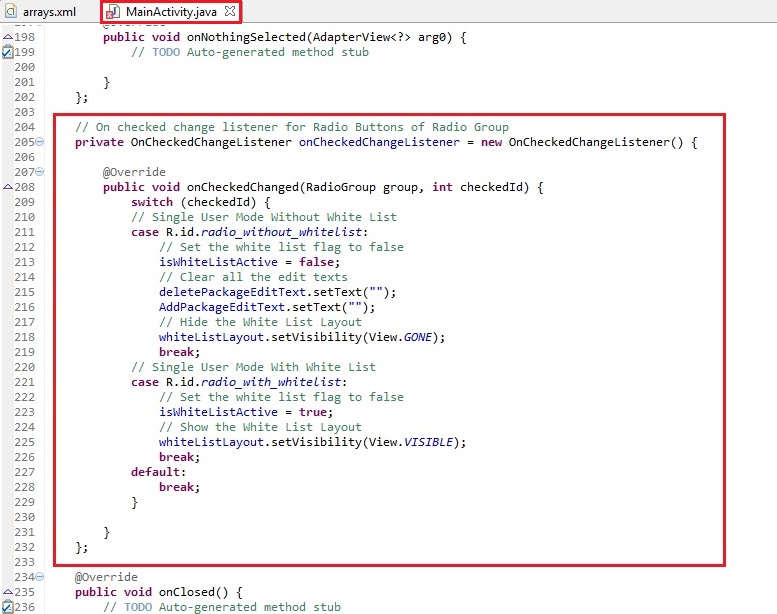 arrays.xml MainActivity.java
198 public void onNothingSelected(AdapterView<?> arg0) {
199 // TODO Auto-generated method stub
200
201 }
202 };
203
204 // On checked change listener for Radio Buttons of Radio Group
205 private OnCheckedChangeListener onCheckedChangeListener = new OnCheckedChangeListener() {
206
207 @Override
208 public void onCheckedChanged(RadioGroup group, int checkedId) {
209 switch (checkedId) {
210 // Single User Mode Without White List
211 case R.id.radio_without_whitelist:
212 // Set the white list flag to false
213 isWhiteListActive = false;
214 // Clear all the edit texts
215 deletePackageEditText.setText("");
216 AddPackageEditText.setText("");
217 // Hide the White List Layout
218 whiteListLayout.setVisibility(View.GONE);
219 break;
220 // Single User Mode With White List
221 case R.id.radio_with_whitelist:
222 // Set the white list flag to false
223 isWhiteListActive = true;
224 // Show the White List Layout
225 whiteListLayout.setVisibility(View.VISIBLE);
226 break;
227 default:
228 break;
229 }
230
231 }
232 };
233
234 @Override
235 public void onClosed() {
236 // TODO Auto-generated method stub